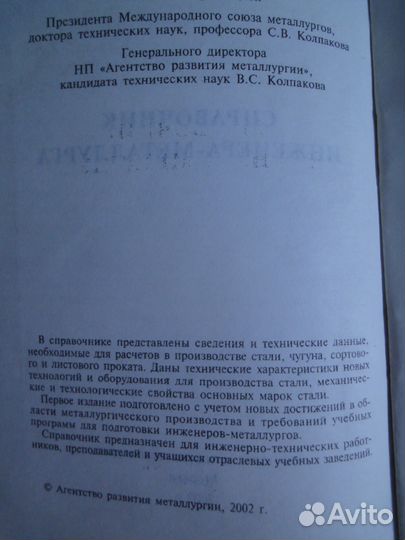 Президента Международного союза металлургов,
доктора технических наук, профессора С.В. Колпакова
Генерального директора
НП «Агентство развития металлургии»,
кандидата технических наук В.С. Колпакова
СПРАВОЧНИК
ИНЖЕНЕРА-МЕТАЛЛУРГА
В справочнике представлены сведения и технические данные,
необходимые для расчетов в производстве стали, чугуна, сортово-
го и листового проката. Даны технические характеристики новых
технологий и оборудования для производства стали, механичес-
кие и технологические свойства основных марок стали.
Первое издание подготовлено с учетом новых достижений в об-
ласти металлургического производства и требований учебных
программ для подготовки инженеров-металлургов.
Справочник предназначен для инженерно-технических работ-
ников, преподавателей и учащихся отраслевых учебных заведений.
© Агентство развития металлургии, 2002 г.
Avito